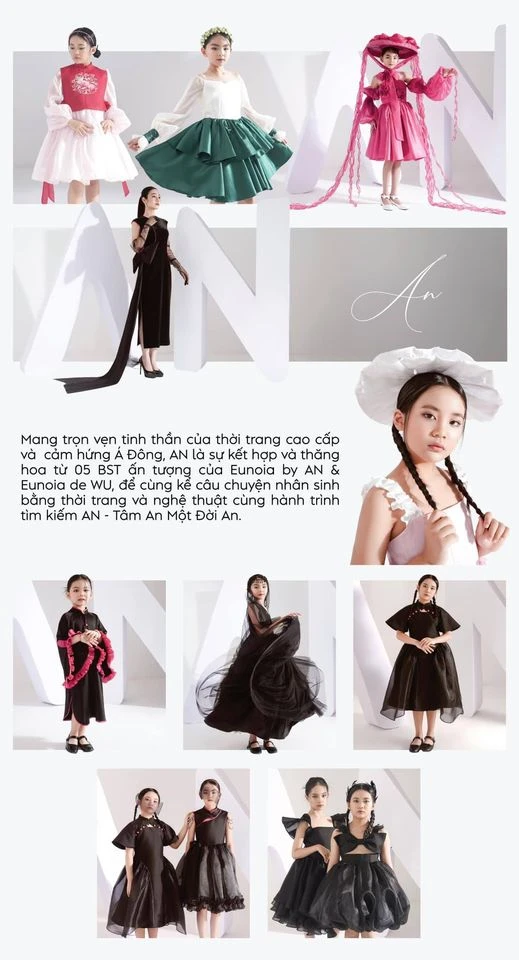 AN
AN
An
Mang trọn vẹn tinh thần của thời trang cao cấp
và cảm hứng Á Đông, AN là sự kết hợp và thăng
hoa từ 05 BST ấn tượng của Eunoia by AN &
Eunoia de WU, để cùng kể câu chuyện nhân sinh
bằng thời trang và nghệ thuật cùng hành trình
tìm kiếm AN - Tâm An Một Đời An.